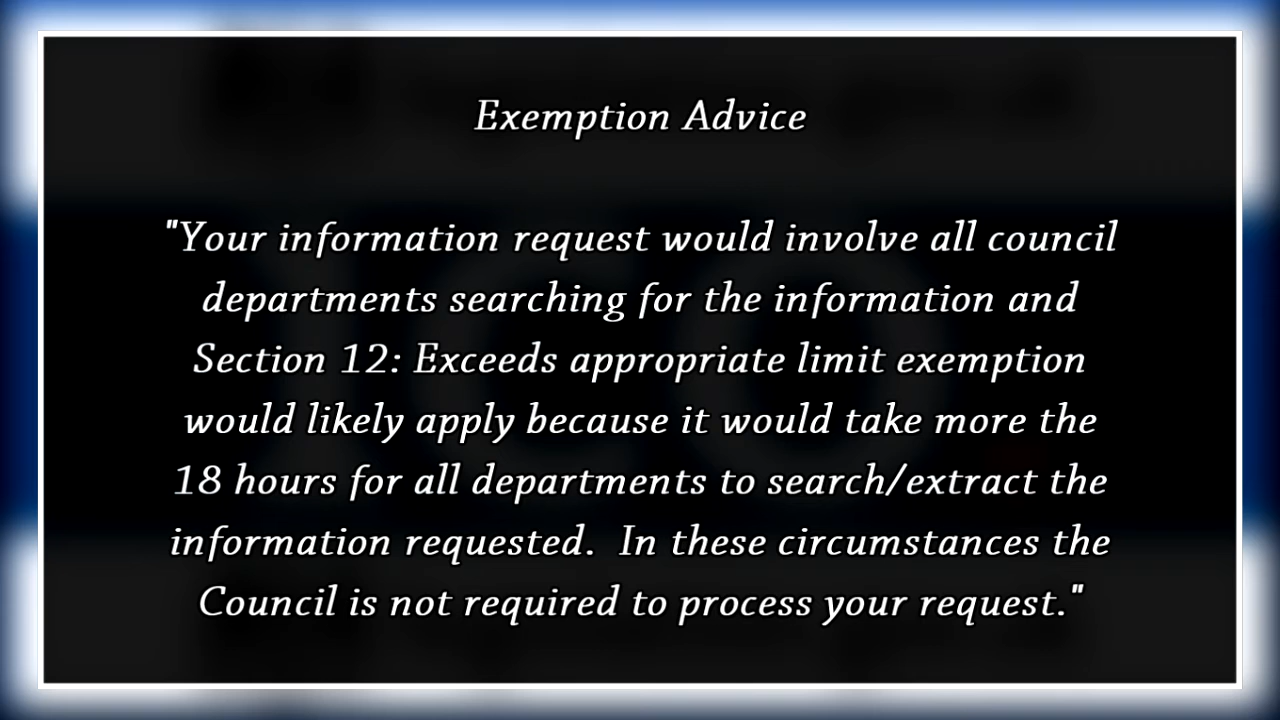 Exemption Advice
"Your information request would involve all council
departments searching for the information and
Section 12: Exceeds appropriate limit exemption
would likely apply because it would take more the
18 hours for all departments to search/extract the
information requested.  In these circumstances the
Council is not required to process your request."